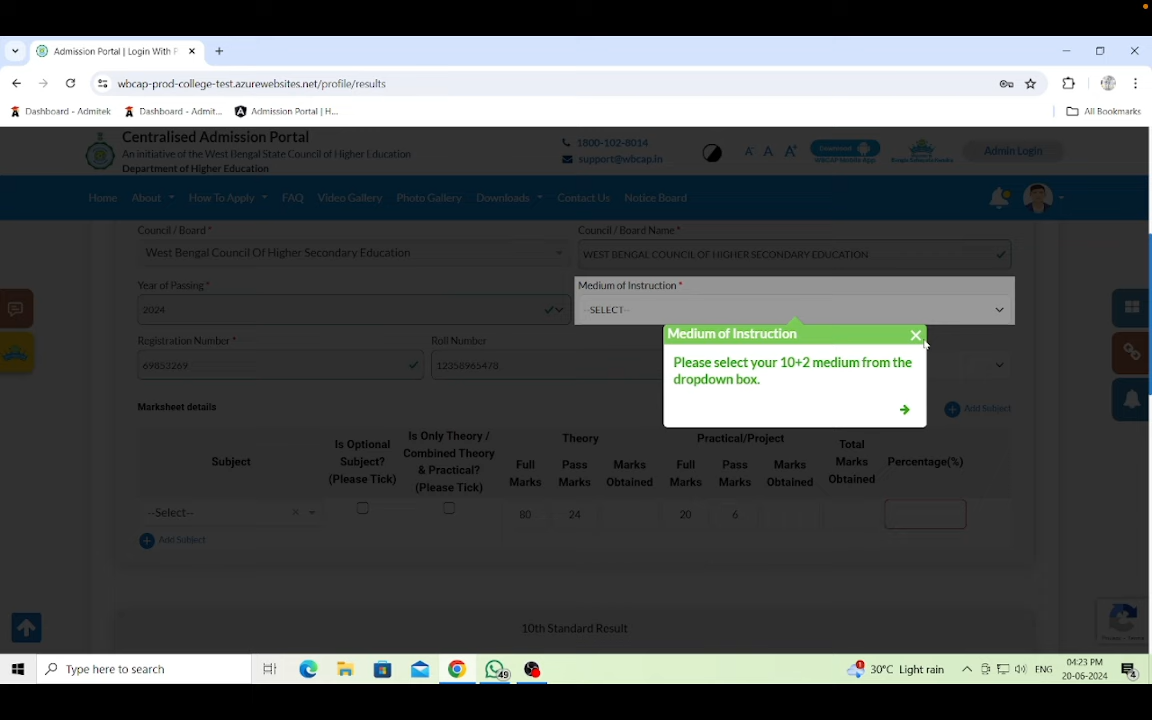 Admission Portal | Login With F
wbcap-prod-college-test.azurewebsites.net/profile/results
Dashboard - Admitek
Dashboard - Admit...
Admission Portal | H...
All Bookmarks
Centralised Admission Portal
An initiative of the West Bengal State Council of Higher Education
Department of Higher Education
1800-102-8014
support@wbcap.in
A- A A+
Download
WBCAP Mobile App
Admin Login
Home About How To Apply FAQ Video Gallery Photo Gallery Downloads Contact Us Notice Board
Council / Board *
Council / Board Name *
West Bengal Council Of Higher Secondary Education
WEST BENGAL COUNCIL OF HIGHER SECONDARY EDUCATION
Year of Passing *
Medium of Instruction *
2024
--SELECT--
Medium of Instruction
Please select your 10+2 medium from the
dropdown box.
Registration Number *
Roll Number
69853269
12358965478
Marksheet details
Add Subject
Subject
Is Optional
Subject?
(Please Tick)
Is Only Theory /
Combined Theory
& Practical?
(Please Tick)
Theory
Full
Marks
Pass
Marks
Marks
Obtained
Practical/Project
Full
Marks
Pass
Marks
Marks
Obtained
Total
Marks
Obtained
Percentage(%)
--Select--
80
24
20
6
Add Subject
10th Standard Result
Type here to search
49
30°C Light rain
ENG
04:23 PM
20-06-2024
4